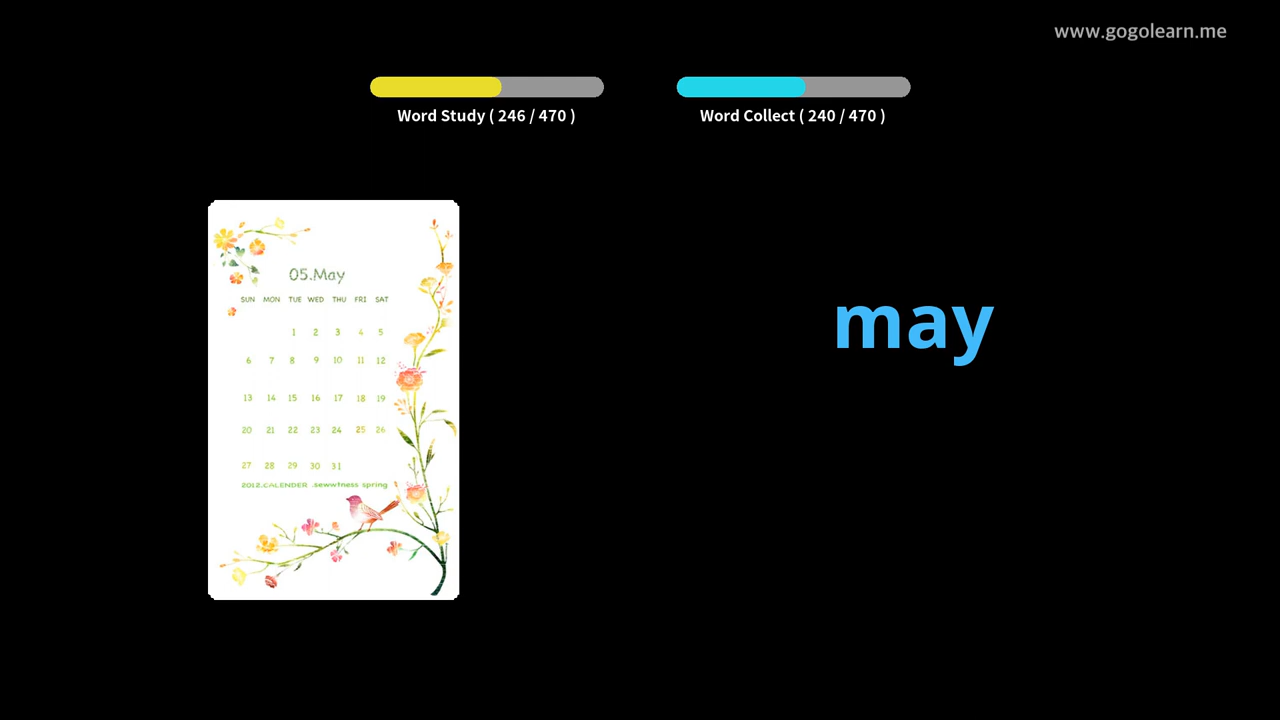 www.gogolearn.me
Word Study ( 246 / 470 )
Word Collect ( 240 / 470 )
05.May
SUN MON TUE WED THU FRI SAT
1 2 3 4 5
6 7 8 9 10 11 12
13 14 15 16 17 18 19
20 21 22 23 24 25 26
27 28 29 30 31
2012.CALENDER .sewwtness spring
may